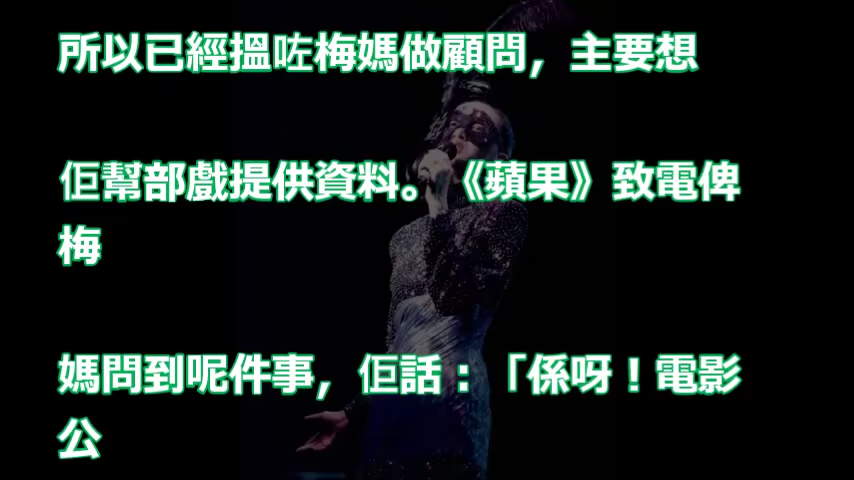 所以已經搵咗梅媽做顧問，主要想
佢幫部戲提供資料。《蘋果》致電俾
梅
媽問到呢件事，佢話：「係呀！電影
公